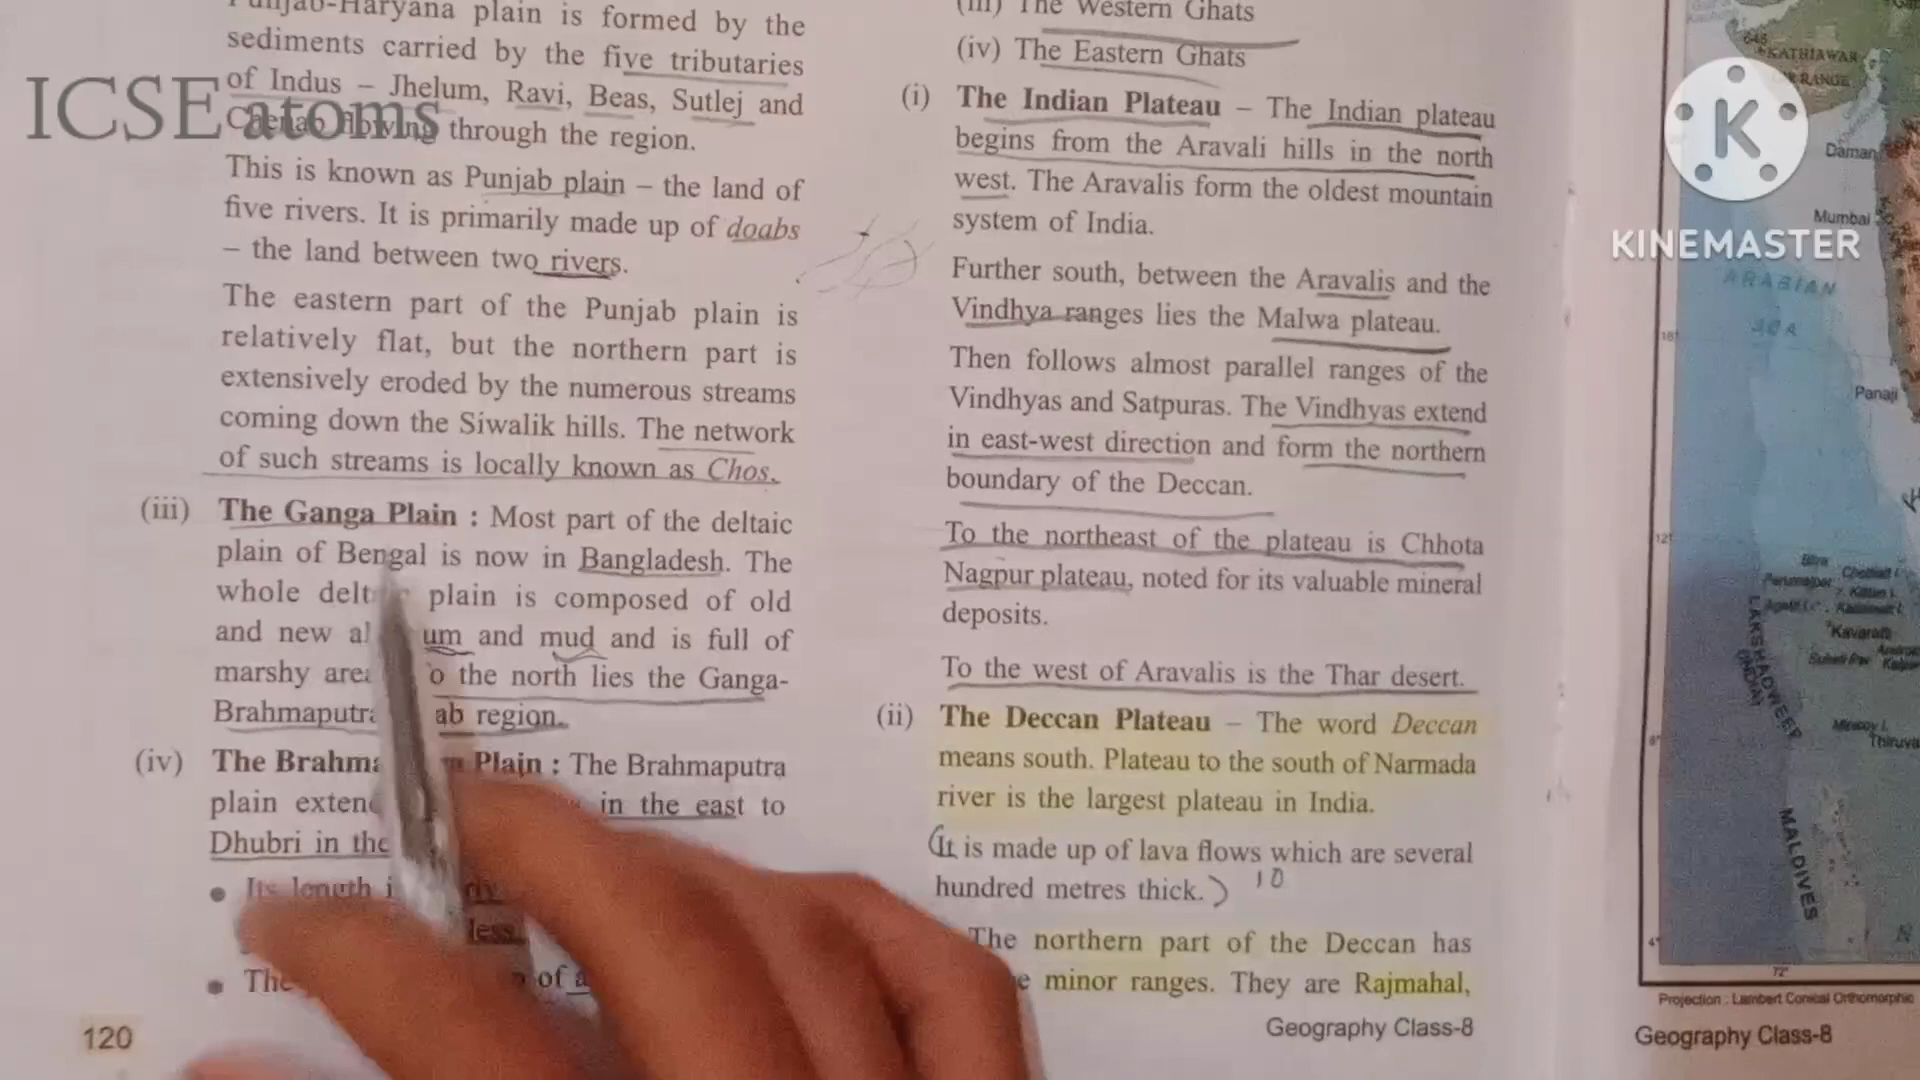 Punjab-Haryana plain is formed by the
sediments carried by the five tributaries
of Indus – Jhelum, Ravi, Beas, Sutlej and
Chenab flowing through the region.
This is known as Punjab plain – the land of
five rivers. It is primarily made up of doabs
– the land between two rivers.
The eastern part of the Punjab plain is
relatively flat, but the northern part is
extensively eroded by the numerous streams
coming down the Siwalik hills. The network
of such streams is locally known as Chos.
(iii) The Ganga Plain : Most part of the deltaic
plain of Bengal is now in Bangladesh. The
whole delt plain is composed of old
and new al um and mud and is full of
marshy area o the north lies the Ganga-
Brahmaputra ab region.
(iv) The Brahma Plain : The Brahmaputra
plain exten in the east to
Dhubri in the
• Its length i
less.
• The of a
120
(iii) The Western Ghats
(iv) The Eastern Ghats
(i) The Indian Plateau – The Indian plateau
begins from the Aravali hills in the north
west. The Aravalis form the oldest mountain
system of India.
Further south, between the Aravalis and the
Vindhya ranges lies the Malwa plateau.
Then follows almost parallel ranges of the
Vindhyas and Satpuras. The Vindhyas extend
in east-west direction and form the northern
boundary of the Deccan.
To the northeast of the plateau is Chhota
Nagpur plateau, noted for its valuable mineral
deposits.
To the west of Aravalis is the Thar desert.
(ii) The Deccan Plateau – The word Deccan
means south. Plateau to the south of Narmada
river is the largest plateau in India.
(It is made up of lava flows which are several
hundred metres thick.) 10
The northern part of the Deccan has
e minor ranges. They are Rajmahal,
Geography Class-8
ICSE atoms
K
KINEMASTER
646
KATHIAWAR
RANGE
Daman
Mumbai
ARABIAN
SEA
16°
Panaji
12°
Kavaratti
LAKSHADWEEP
(INDIA)
Minicoy I.
8°
Thiruva
MALDIVES
N
4°
72°
Projection : Lambert Conical Orthomorphic
Geography Class-8